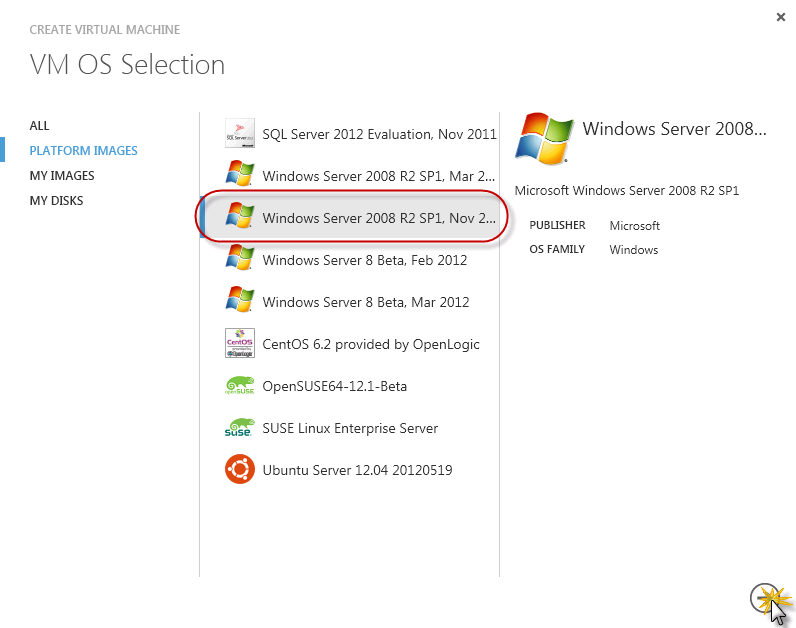 CREATE VIRTUAL MACHINE
VM OS Selection
ALL
PLATFORM IMAGES
MY IMAGES
MY DISKS
SQL Server 2012 Evaluation, Nov 2011
Windows Server 2008 R2 SP1, Mar 2...
Windows Server 2008 R2 SP1, Nov 2...
Windows Server 8 Beta, Feb 2012
Windows Server 8 Beta, Mar 2012
CentOS
CentOS 6.2 provided by OpenLogic
openSUSE
OpenSUSE64-12.1-Beta
SUSE
SUSE Linux Enterprise Server
Ubuntu Server 12.04 20120519
Windows Server 2008...
Microsoft Windows Server 2008 R2 SP1
PUBLISHER Microsoft
OS FAMILY Windows